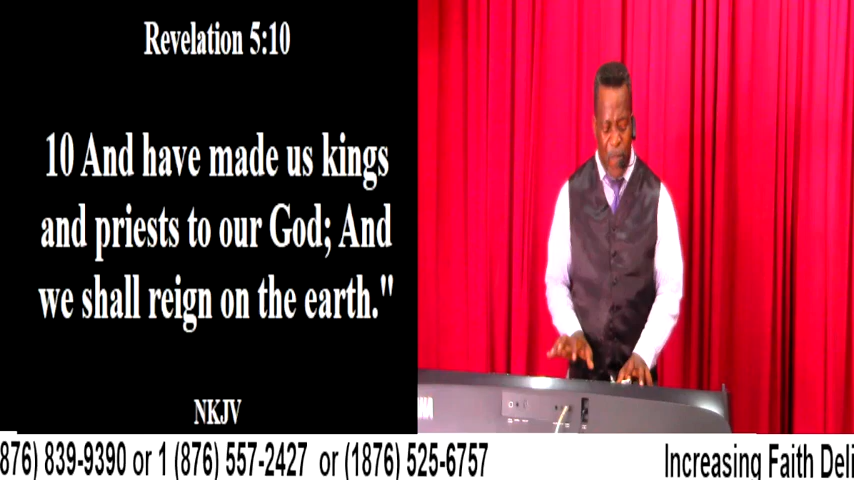 Revelation 5:10
10 And have made us kings
and priests to our God; And
we shall reign on the earth."
NKJV
876) 839-9390 or 1 (876) 557-2427 or (1876) 525-6757
Increasing Faith Deli